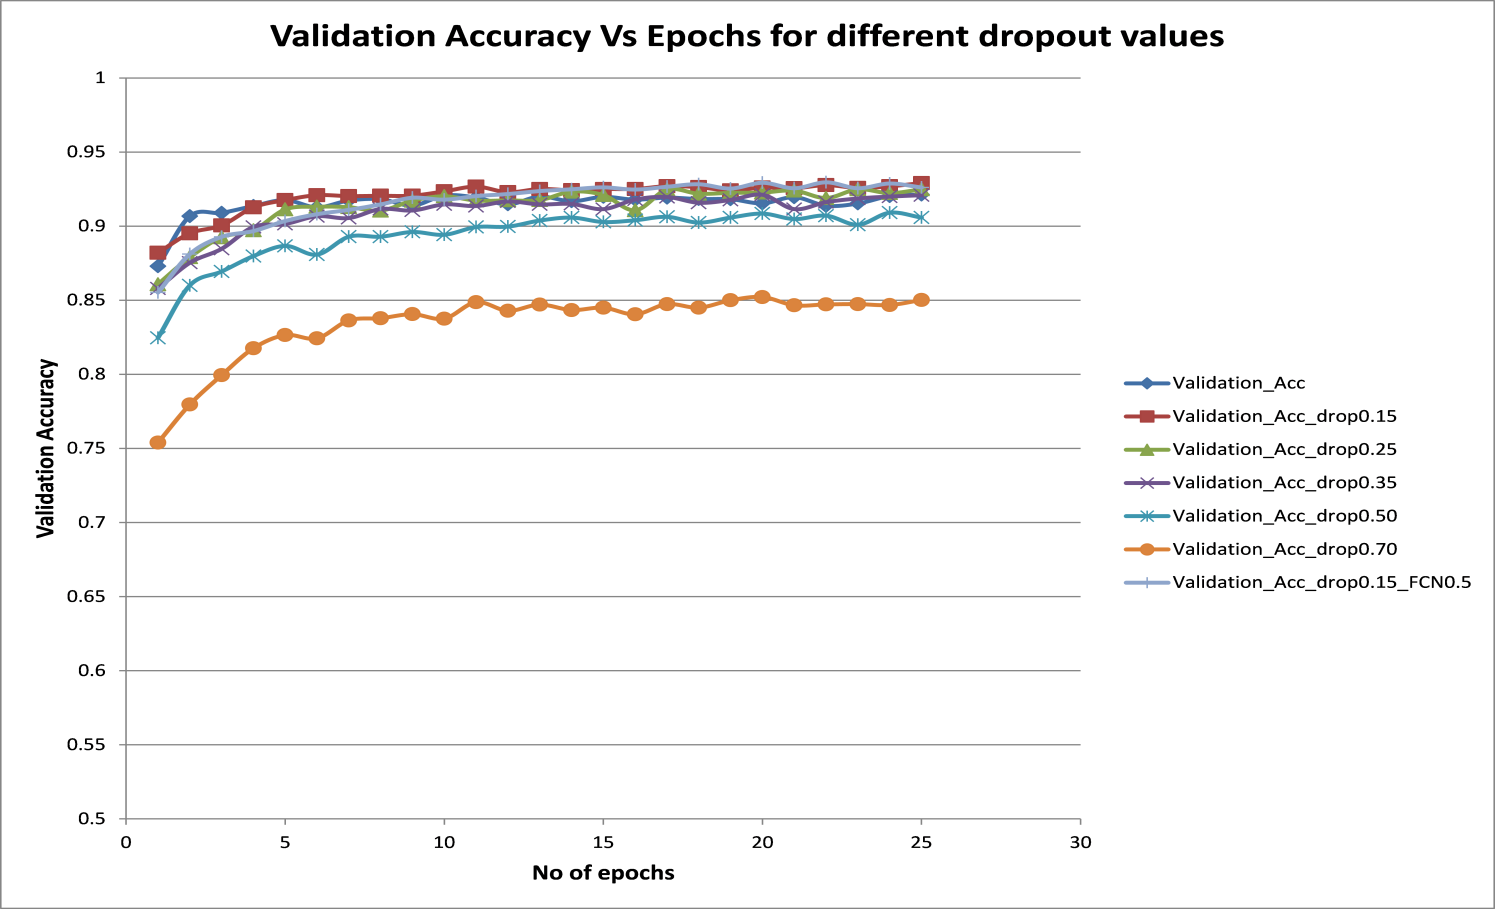 Validation Accuracy Vs Epochs for different dropout values
1
0.95
0.9
0.85
0.8
0.75
0.7
0.65
0.6
0.55
0.5
Validation Accuracy
0 5 10 15 20 25 30
No of epochs
Validation_Acc
Validation_Acc_drop0.15
Validation_Acc_drop0.25
Validation_Acc_drop0.35
Validation_Acc_drop0.50
Validation_Acc_drop0.70
Validation_Acc_drop0.15_FCN0.5